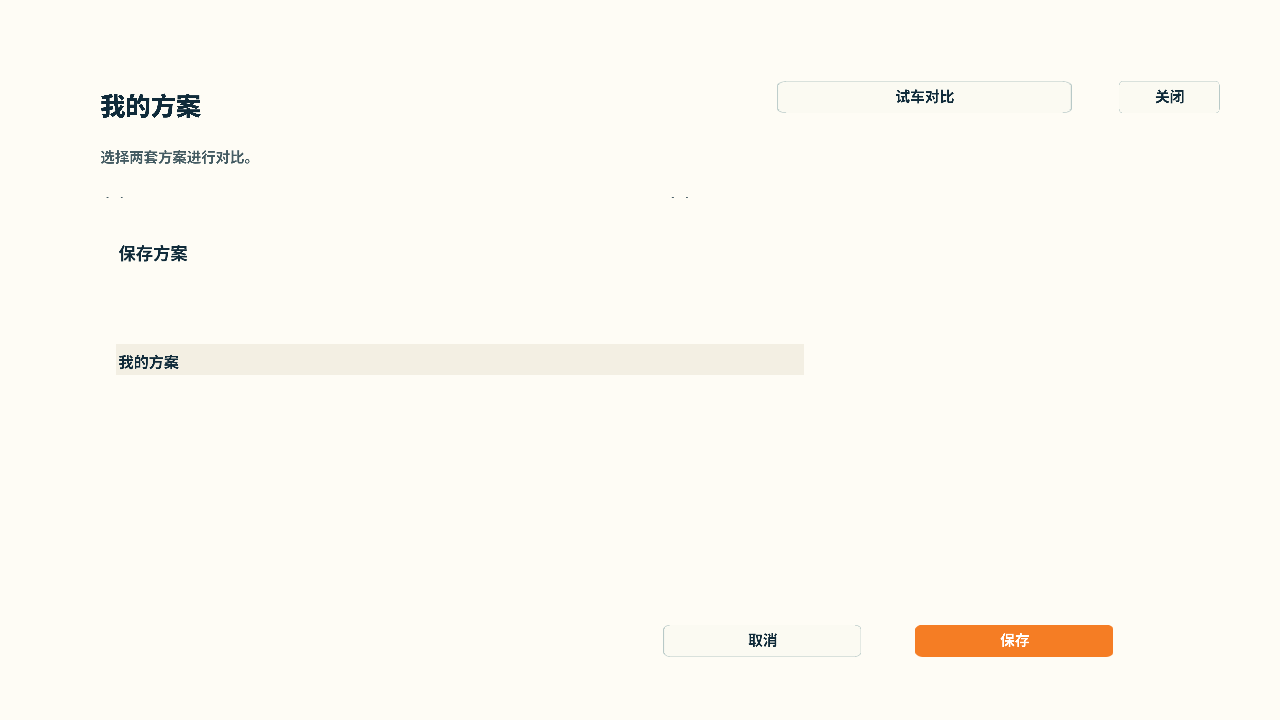 我的方案
试车对比
关闭
选择两套方案进行对比。
保存方案
我的方案
取消
保存